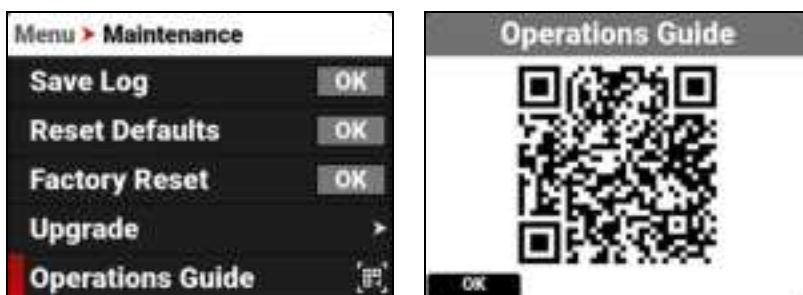 Menu > Maintenance
Save Log OK
Reset Defaults OK
Factory Reset OK
Upgrade >
Operations Guide
Operations Guide
OK